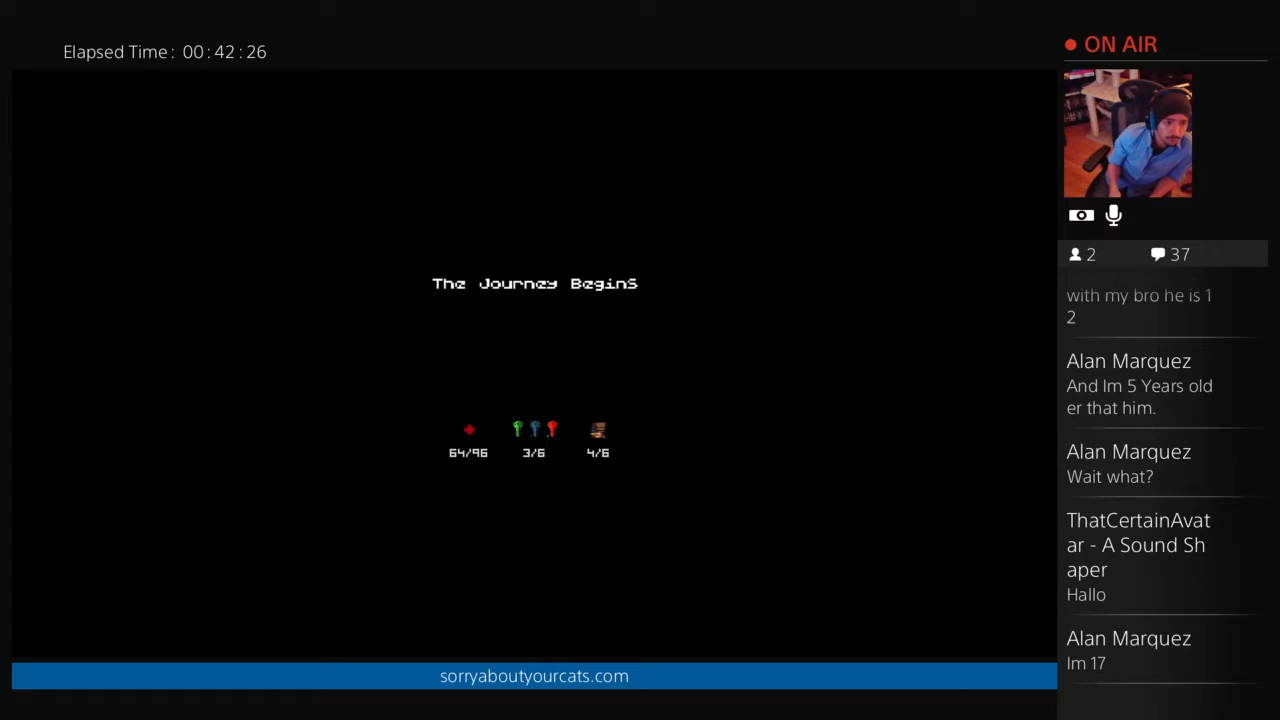 Elapsed Time: 00:42:26
ON AIR
The Journey BeginS
64/96
3/6
4/6
2
37
with my bro he is 1
2
Alan Marquez
And Im 5 Years old
er that him.
Alan Marquez
Wait what?
ThatCertainAvat
ar - A Sound Sh
aper
Hallo
Alan Marquez
Im 17
sorryaboutyourcats.com